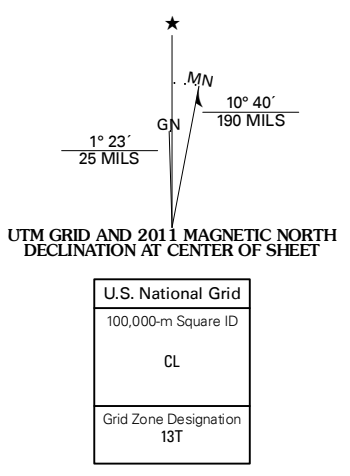 ★
MN
10° 40´
190 MILS
GN
1° 23´
25 MILS
UTM GRID AND 2011 MAGNETIC NORTH
DECLINATION AT CENTER OF SHEET
U.S. National Grid
100,000-m Square ID
CL
Grid Zone Designation
13T